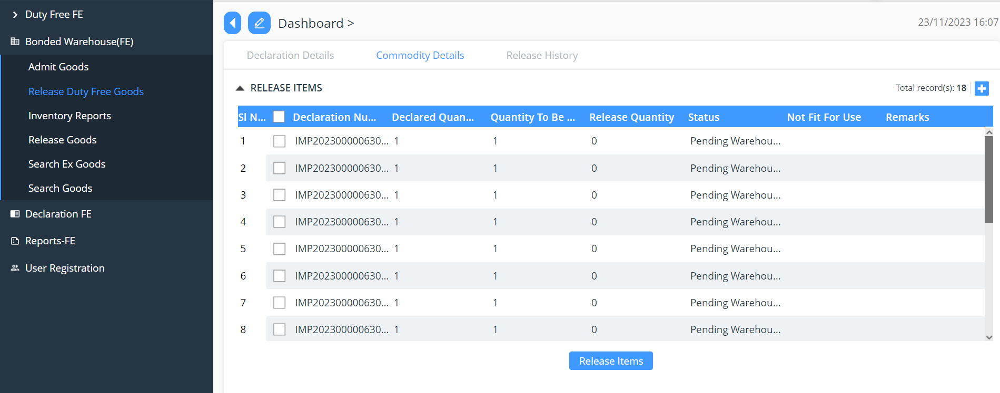 Duty Free FE
Bonded Warehouse(FE)
Admit Goods
Release Duty Free Goods
Inventory Reports
Release Goods
Search Ex Goods
Search Goods
Declaration FE
Reports-FE
User Registration
Dashboard >
23/11/2023 16:07
Declaration Details Commodity Details Release History
RELEASE ITEMS
Total record(s): 18
Sl N... Declaration Nu... Declared Quan... Quantity To Be ... Release Quantity Status Not Fit For Use Remarks
1 IMP202300000630... 1 1 0 Pending Warehou...
2 IMP202300000630... 1 1 0 Pending Warehou...
3 IMP202300000630... 1 1 0 Pending Warehou...
4 IMP202300000630... 1 1 0 Pending Warehou...
5 IMP202300000630... 1 1 0 Pending Warehou...
6 IMP202300000630... 1 1 0 Pending Warehou...
7 IMP202300000630... 1 1 0 Pending Warehou...
8 IMP202300000630... 1 1 0 Pending Warehou...
Release Items